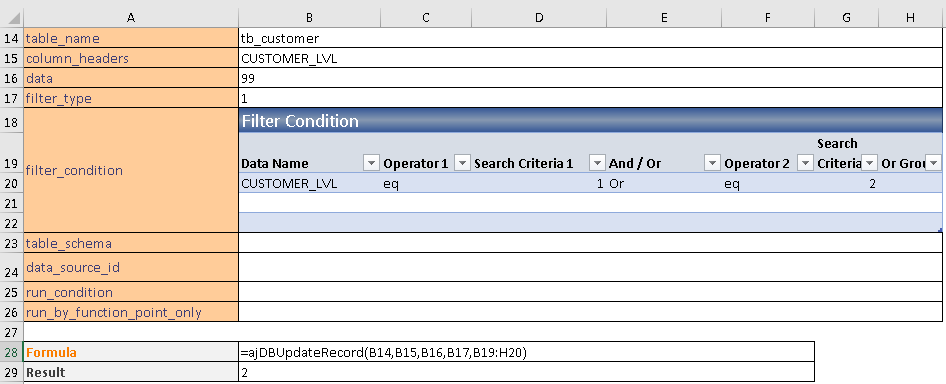 A B C D E F G H
14 table_name tb_customer
15 column_headers CUSTOMER_LVL
16 data 99
17 filter_type 1
18 Filter Condition
Search
19 Data Name Operator 1 Search Criteria 1 And / Or Operator 2 Criteria Or Grou
filter_condition
20 CUSTOMER_LVL eq 1 Or eq 2
21
22
23 table_schema
24 data_source_id
25 run_condition
26 run_by_function_point_only
27
28 Formula =ajDBUpdateRecord(B14,B15,B16,B17,B19:H20)
29 Result 2